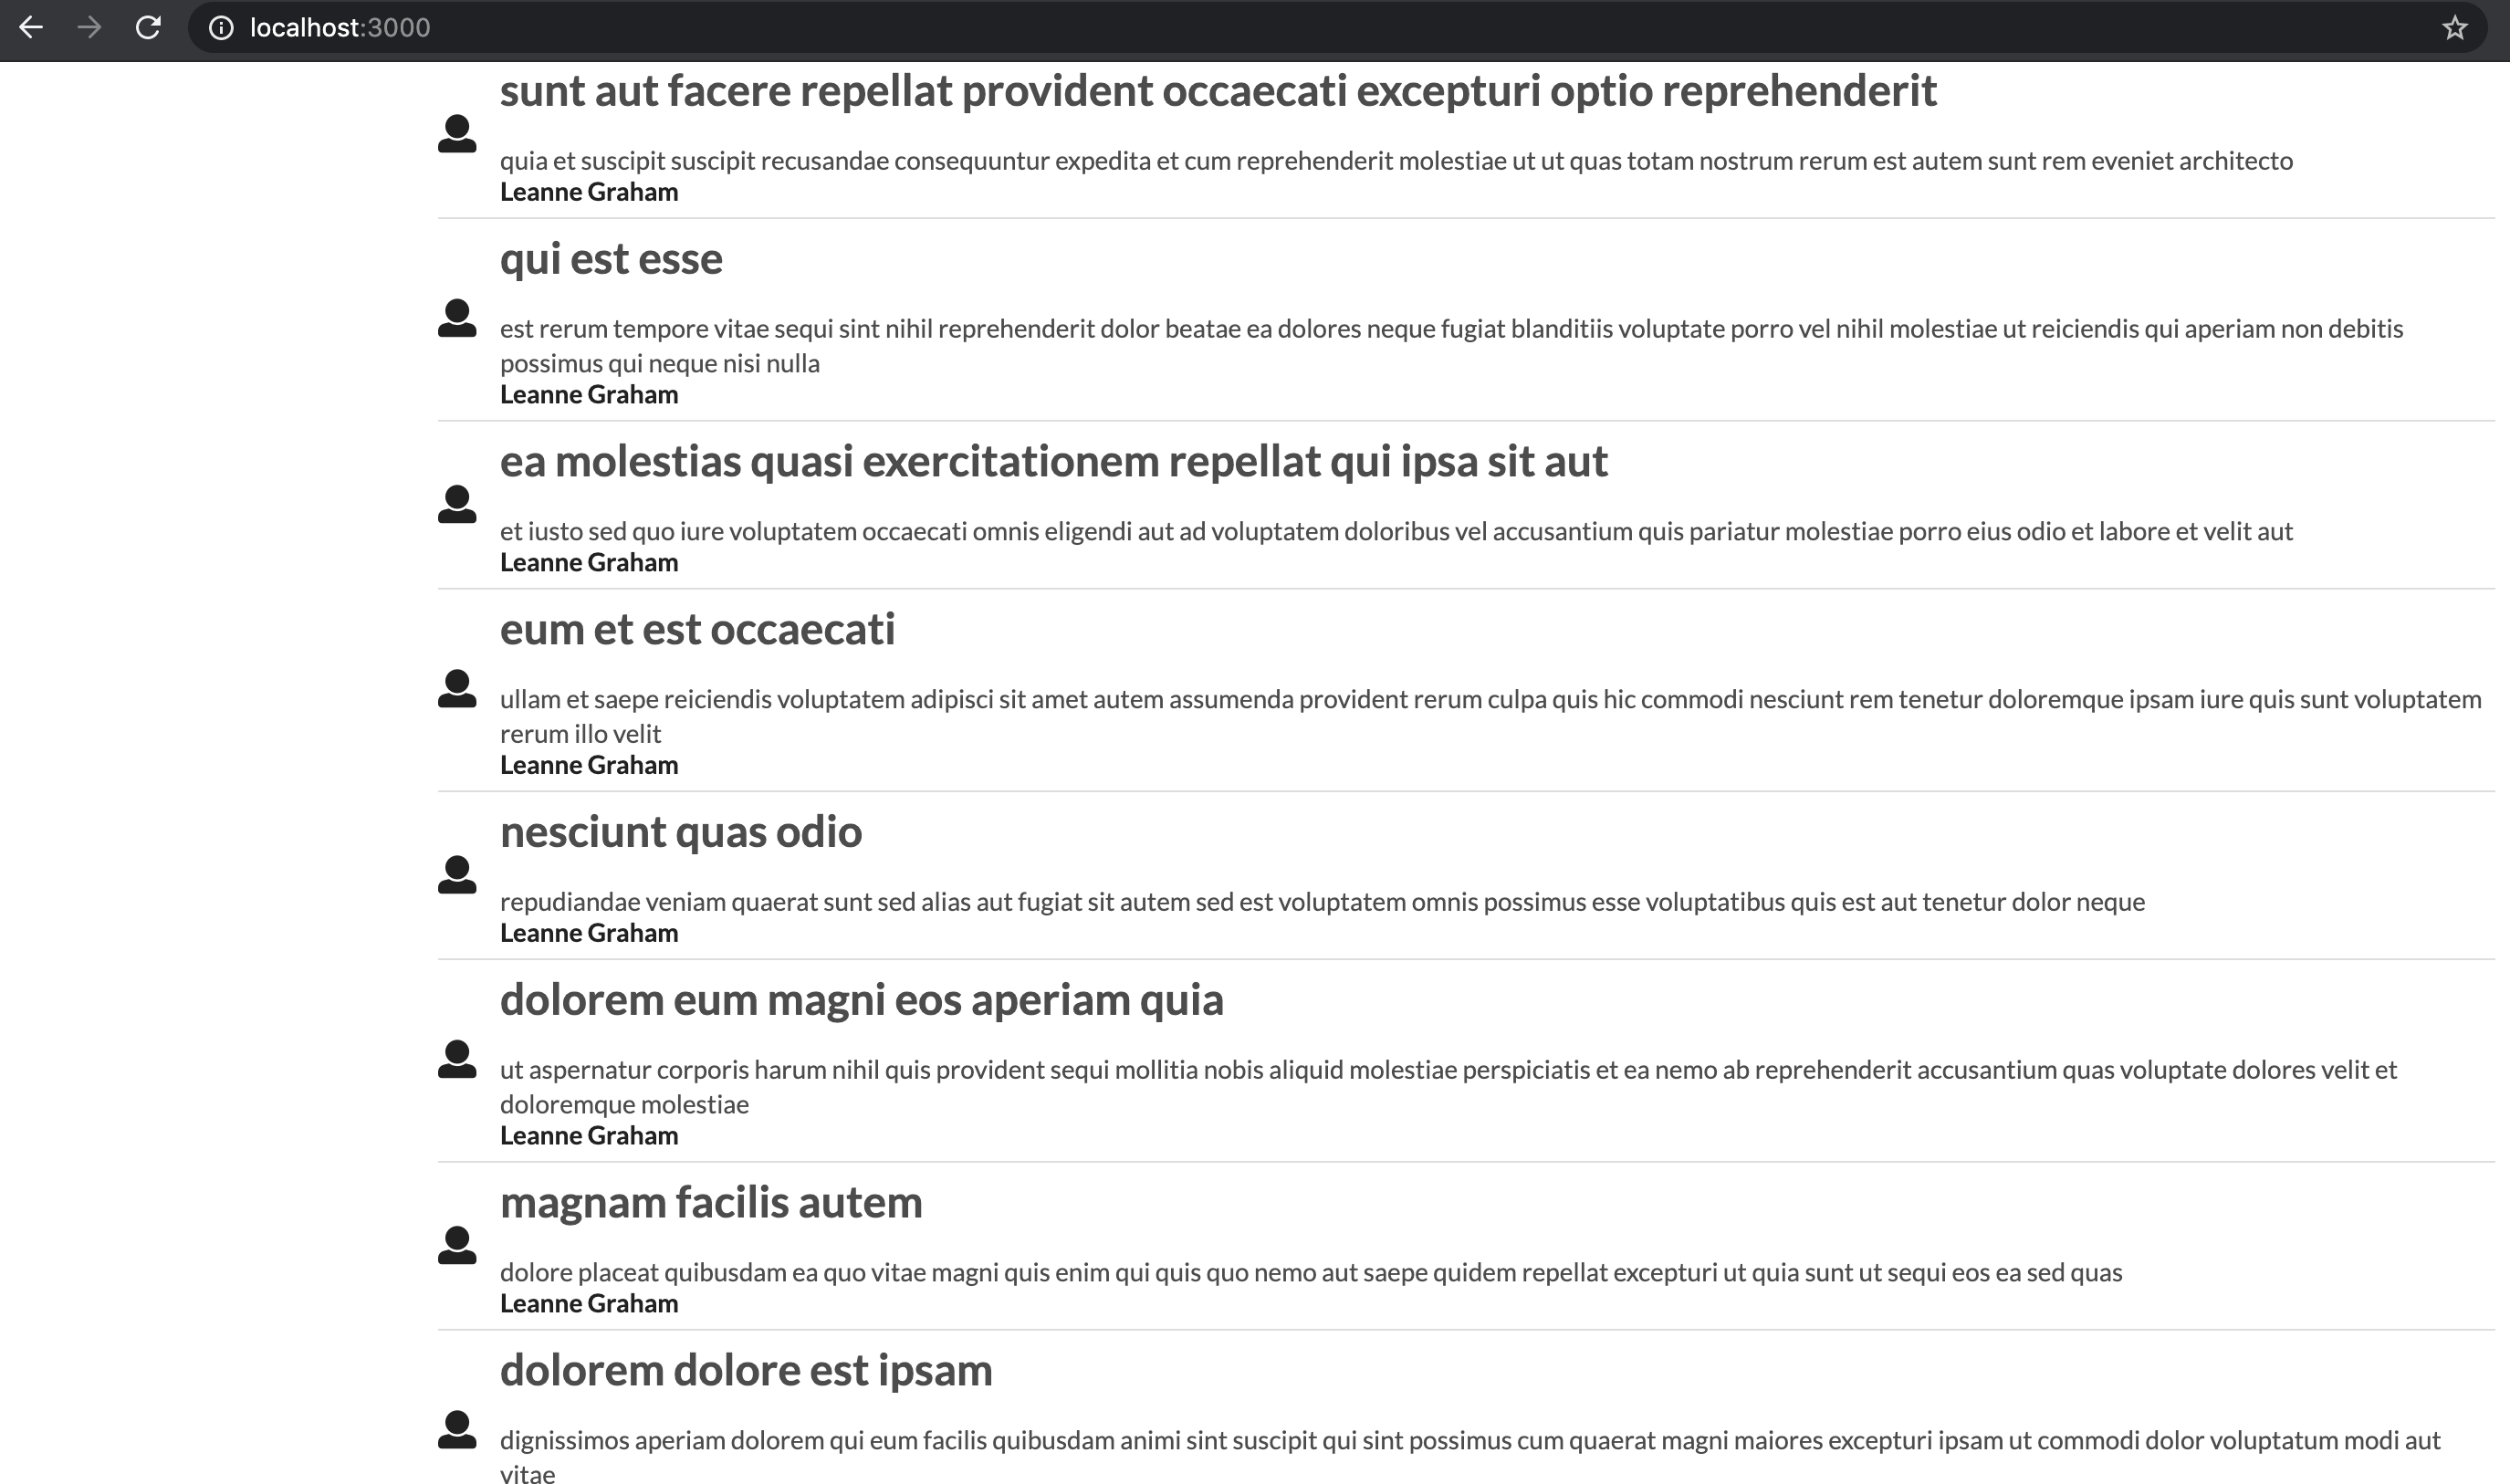 localhost:3000
sunt aut facere repellat provident occaecati excepturi optio reprehenderit
quia et suscipit suscipit recusandae consequuntur expedita et cum reprehenderit molestiae ut ut quas totam nostrum rerum est autem sunt rem eveniet architecto
Leanne Graham
qui est esse
est rerum tempore vitae sequi sint nihil reprehenderit dolor beatae ea dolores neque fugiat blanditiis voluptate porro vel nihil molestiae ut reiciendis qui aperiam non debitis
possimus qui neque nisi nulla
Leanne Graham
ea molestias quasi exercitationem repellat qui ipsa sit aut
et iusto sed quo iure voluptatem occaecati omnis eligendi aut ad voluptatem doloribus vel accusantium quis pariatur molestiae porro eius odio et labore et velit aut
Leanne Graham
eum et est occaecati
ullam et saepe reiciendis voluptatem adipisci sit amet autem assumenda provident rerum culpa quis hic commodi nesciunt rem tenetur doloremque ipsam iure quis sunt voluptatem
rerum illo velit
Leanne Graham
nesciunt quas odio
repudiandae veniam quaerat sunt sed alias aut fugiat sit autem sed est voluptatem omnis possimus esse voluptatibus quis est aut tenetur dolor neque
Leanne Graham
dolorem eum magni eos aperiam quia
ut aspernatur corporis harum nihil quis provident sequi mollitia nobis aliquid molestiae perspiciatis et ea nemo ab reprehenderit accusantium quas voluptate dolores velit et
doloremque molestiae
Leanne Graham
magnam facilis autem
dolore placeat quibusdam ea quo vitae magni quis enim qui quis quo nemo aut saepe quidem repellat excepturi ut quia sunt ut sequi eos ea sed quas
Leanne Graham
dolorem dolore est ipsam
dignissimos aperiam dolorem qui eum facilis quibusdam animi sint suscipit qui sint possimus cum quaerat magni maiores excepturi ipsam ut commodi dolor voluptatum modi aut
vitae